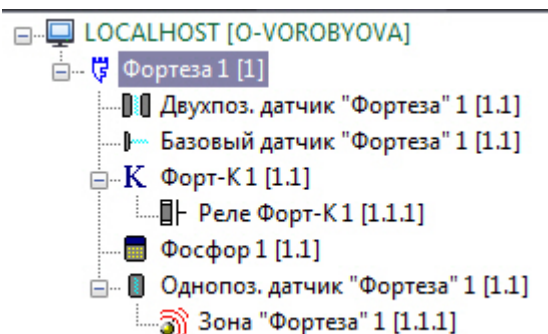 LOCALHOST [O-VOROBYOVA]
Фортеза 1 [1]
Двухпоз. датчик "Фортеза" 1 [1.1]
Базовый датчик "Фортеза" 1 [1.1]
K Форт-К 1 [1.1]
Реле Форт-К 1 [1.1.1]
Фосфор 1 [1.1]
Однопоз. датчик "Фортеза" 1 [1.1]
Зона "Фортеза" 1 [1.1.1]